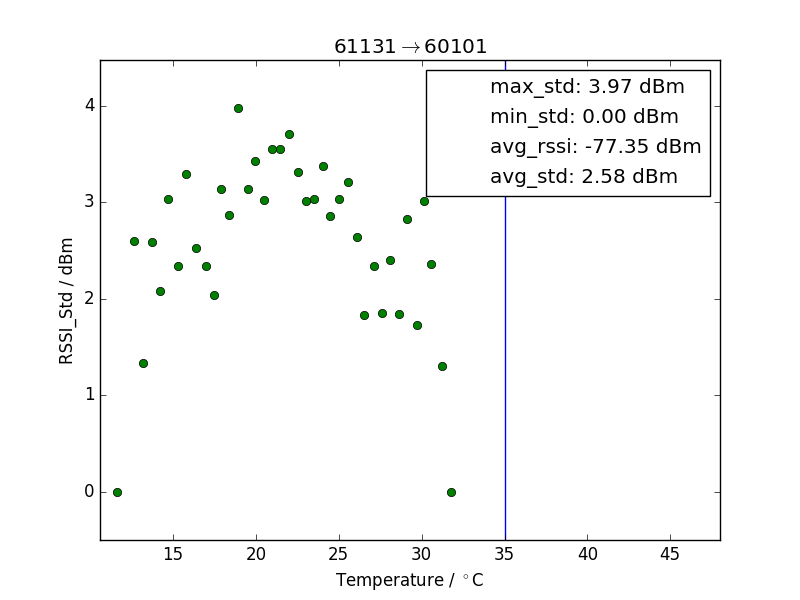 61131→60101
max_std: 3.97 dBm
min_std: 0.00 dBm
avg_rssi: -77.35 dBm
avg_std: 2.58 dBm
4
3
2
1
0
RSSI_Std / dBm
15 20 25 30 35 40 45
Temperature / °C